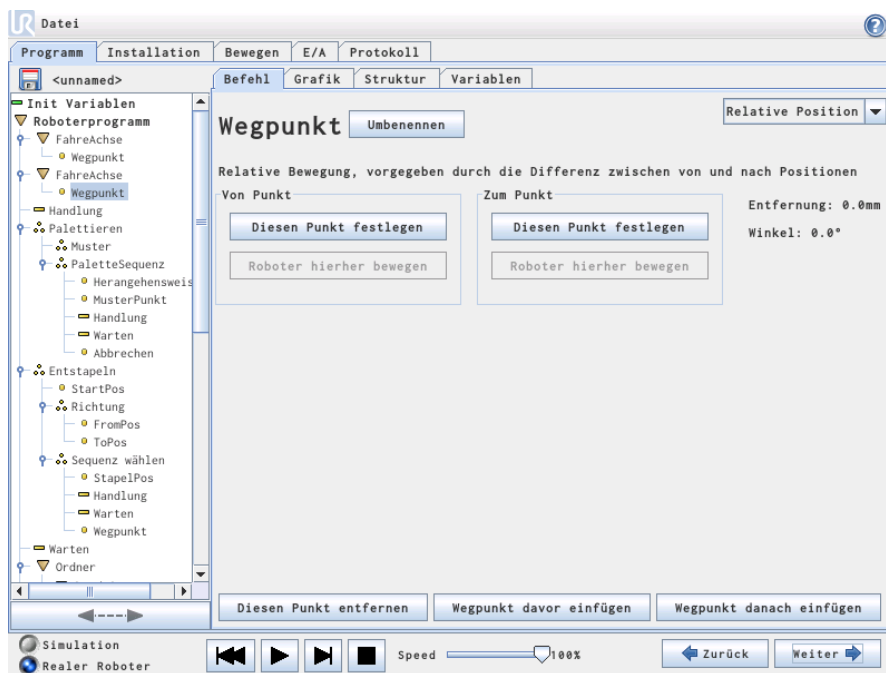 UR Datei
Programm Installation Bewegen E/A Protokoll
<unnamed>
Befehl Grafik Struktur Variablen
Init Variablen
Roboterprogramm
FahreAchse
Wegpunkt
FahreAchse
Wegpunkt
Handlung
Palettieren
Muster
PaletteSequenz
Herangehensweis
MusterPunkt
Handlung
Warten
Abbrechen
Entstapeln
StartPos
Richtung
FromPos
ToPos
Sequenz wählen
StapelPos
Handlung
Warten
Wegpunkt
Warten
Ordner
Wegpunkt Umbenennen
Relative Position
Relative Bewegung, vorgegeben durch die Differenz zwischen von und nach Positionen
Von Punkt
Diesen Punkt festlegen
Roboter hierher bewegen
Zum Punkt
Diesen Punkt festlegen
Roboter hierher bewegen
Entfernung: 0.0mm
Winkel: 0.0°
Diesen Punkt entfernen Wegpunkt davor einfügen Wegpunkt danach einfügen
Simulation
Realer Roboter
Speed 100%
Zurück Weiter